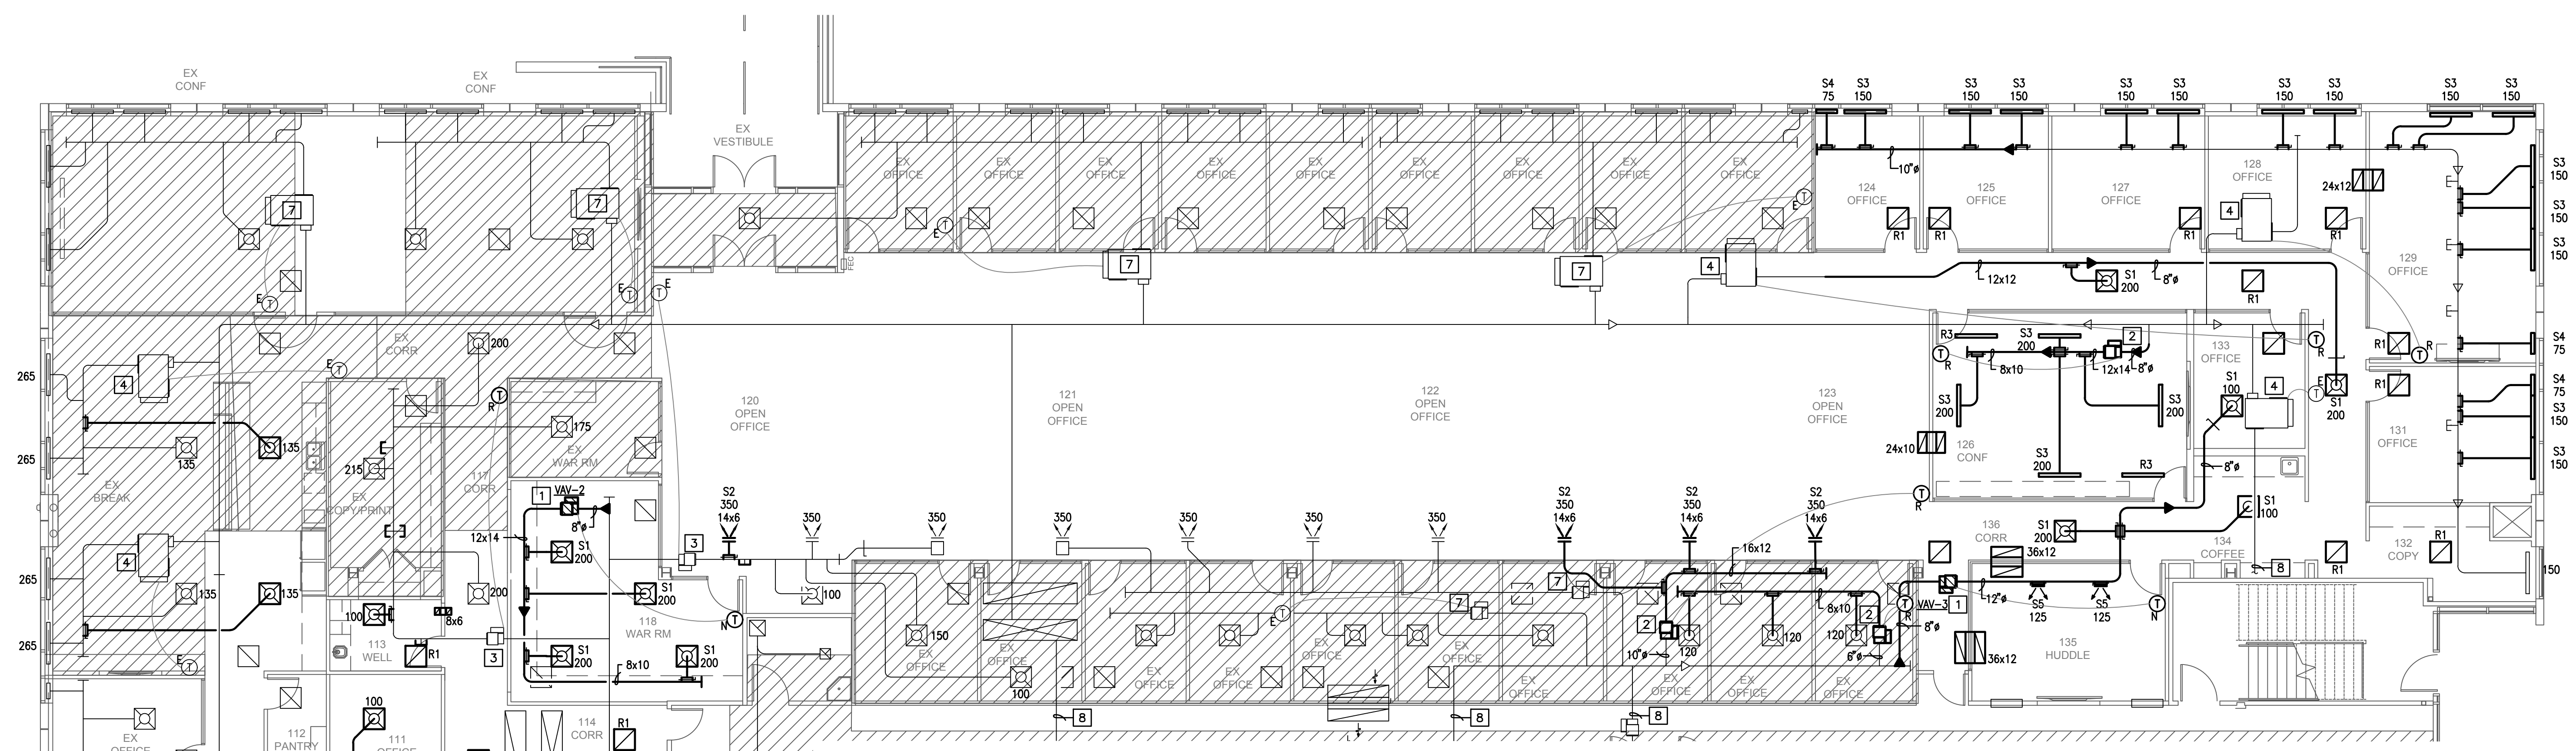 EX
CONF
EX
CONF
EX
VESTIBULE
EX
OFFICE
EX
OFFICE
EX
OFFICE
EX
OFFICE
EX
OFFICE
EX
OFFICE
EX
OFFICE
EX
OFFICE
EX
OFFICE
S4
75
S3
150
S3
150
S3
150
S3
150
S3
150
S3
150
S3
150
S3
150
S3
150
10"ø
124
OFFICE
125
OFFICE
127
OFFICE
128
OFFICE
24x12
4
R1
R1
R1
R1
S3
150
S3
150
S3
150
129
OFFICE
7
7
E
T
E
T
E
T
E
T
E
T
FEC
7
7
4
12x12
S1
200
8"ø
R1
EX
CORR
200
E
T
4
265
265
265
265
135
135
EX
BREAK
4
135
135
E
T
215
E
EX
COPY/PRINT
117
CORR
T
R
175
EX
WAR RM
120
OPEN
OFFICE
121
OPEN
OFFICE
122
OPEN
OFFICE
123
OPEN
OFFICE
R3
S3
200
2
T
R
8x10
12x14
8"ø
S3
200
S3
200
24x10
126
CONF
S3
200
R3
T
R
133
OFFICE
S1
100
4
E
T
T
R
S1
200
R1
T
R
R1
S4
75
S4
75
S3
150
S3
150
131
OFFICE
8"ø
1
VAV-2
8"ø
12x14
S1
200
S1
200
118
WAR RM
N
T
S1
200
S1
200
8x10
3
S2
350
14x6
350
350
350
350
350
350
S2
350
14x6
S2
350
14x6
S2
350
14x6
16x12
200
100
8x6
113
WELL
R1
3
100
150
EX
OFFICE
EX
OFFICE
100
EX
OFFICE
EX
OFFICE
EX
OFFICE
EX
OFFICE
EX
OFFICE
EX
OFFICE
EX
OFFICE
EX
OFFICE
E
T
7
7
2
10"ø
120
120
120
8x10
2
6"ø
8"ø
T
R
VAV-3
1
12"ø
S5
125
S5
125
T
N
36x12
36x12
135
HUDDLE
136
CORR
S1
200
S1
100
134
COFFEE
8
R1
132
COPY
R1
150
8
8
8
EX
OFFICE
112
PANTRY
100
111
OFFICE
114
CORR
R1